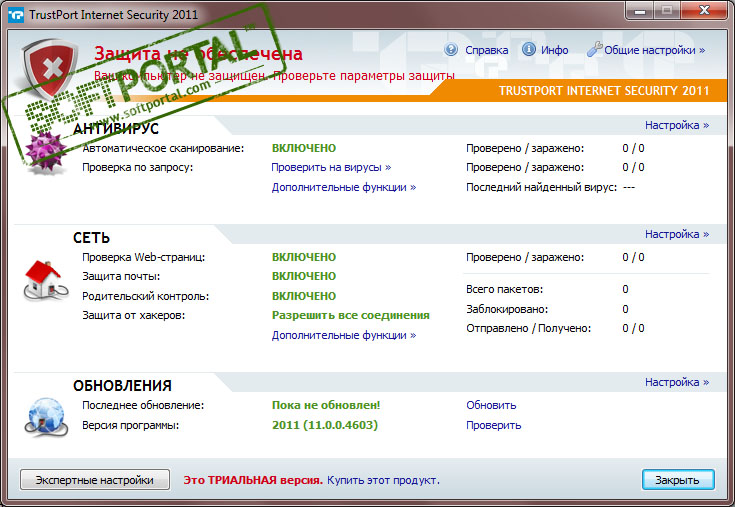 TrustPort Internet Security 2011
Защита не обеспечена
Ваш компьютер не защищен. Проверьте параметры защиты
Справка
Инфо
Общие настройки »
TRUSTPORT INTERNET SECURITY 2011
SOFTPORTAL™
www.softportal.com
АНТИВИРУС
Настройка »
Автоматическое сканирование: ВКЛЮЧЕНО Проверено / заражено: 0 / 0
Проверка по запросу: Проверить на вирусы » Проверено / заражено: 0 / 0
Дополнительные функции » Последний найденный вирус: ---
СЕТЬ
Настройка »
Проверка Web-страниц: ВКЛЮЧЕНО Проверено / заражено: 0 / 0
Защита почты: ВКЛЮЧЕНО
Родительский контроль: ВКЛЮЧЕНО Всего пакетов: 0
Защита от хакеров: Разрешить все соединения Заблокировано: 0
Дополнительные функции » Отправлено / Получено: 0 / 0
ОБНОВЛЕНИЯ
Настройка »
Последнее обновление: Пока не обновлен! Обновить
Версия программы: 2011 (11.0.0.4603) Проверить
Экспертные настройки Это ТРИАЛЬНАЯ версия. Купить этот продукт. Закрыть